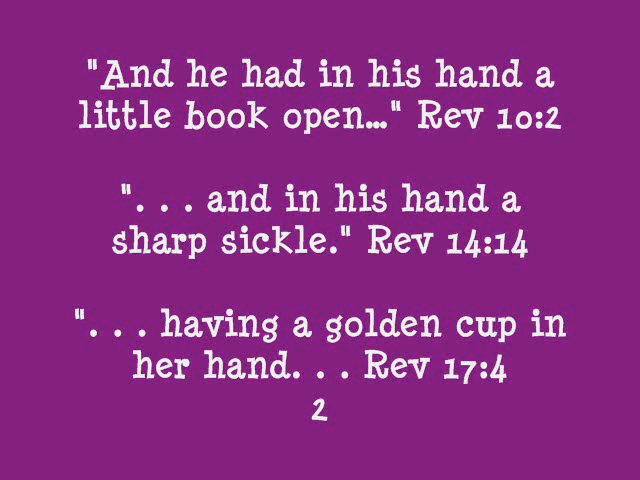 "And he had in his hand a
little book open..." Rev 10:2
". . . and in his hand a
sharp sickle." Rev 14:14
". . . having a golden cup in
her hand. . . Rev 17:4
2